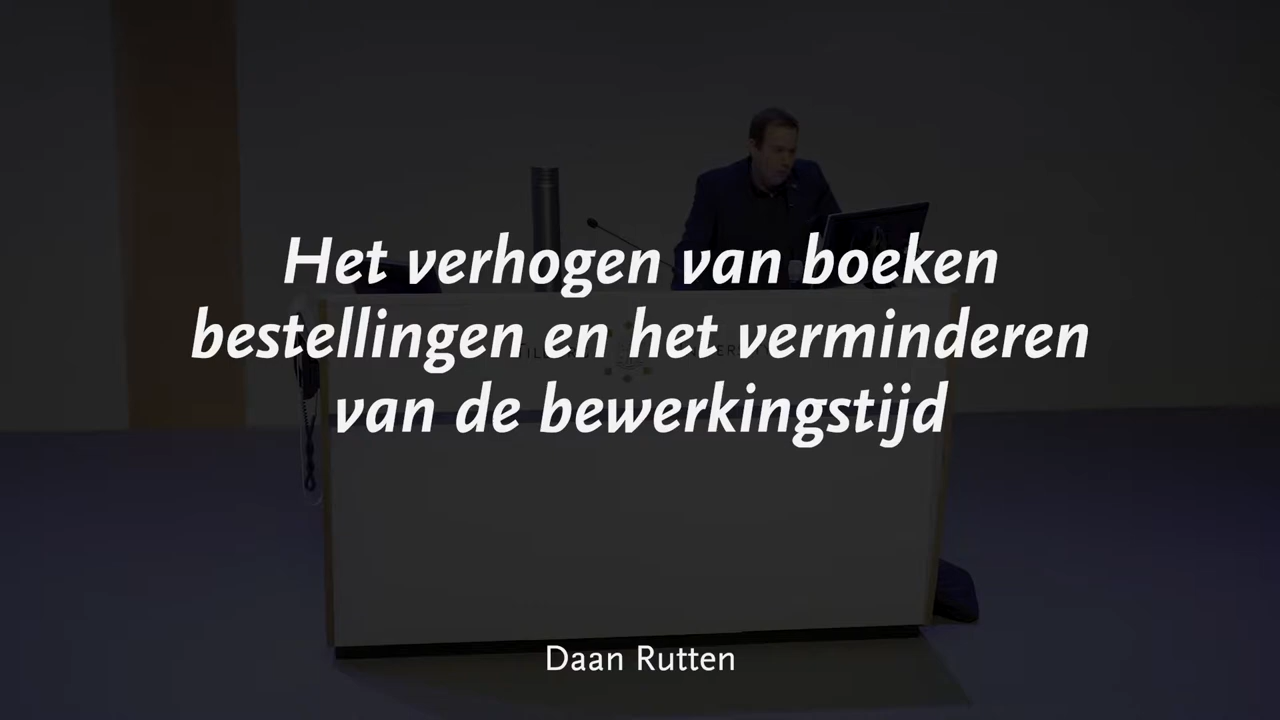 Het verhogen van boeken
bestellingen en het verminderen
van de bewerkingstijd
Daan Rutten